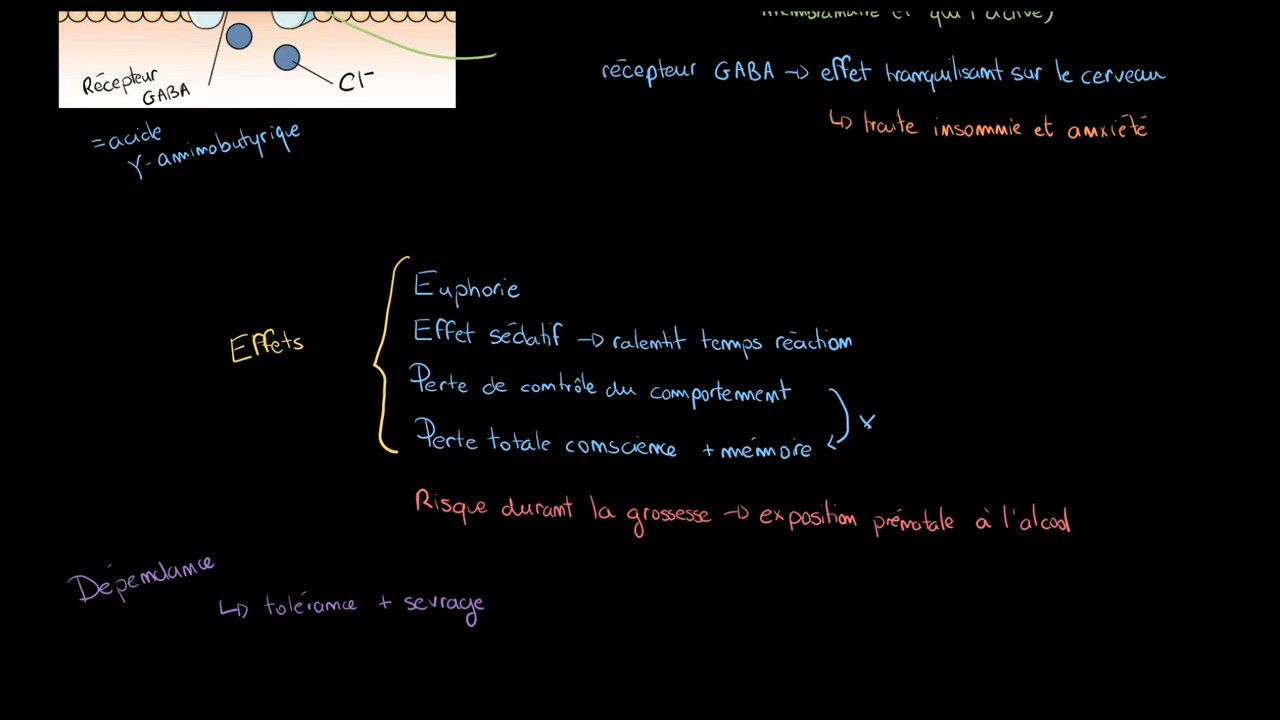 Récepteur
GABA
Cl⁻
= acide
γ-aminobutyrique
récepteur GABA → effet tranquilisant sur le cerveau
↳ traite insomnie et anxiété
Effets
Euphorie
Effet sédatif → ralentit temps réaction
Perte de contrôle du comportement
Perte totale conscience + mémoire
x
Risque durant la grossesse → exposition prénatale à l'alcool
Dépendance
↳ tolérance + sevrage